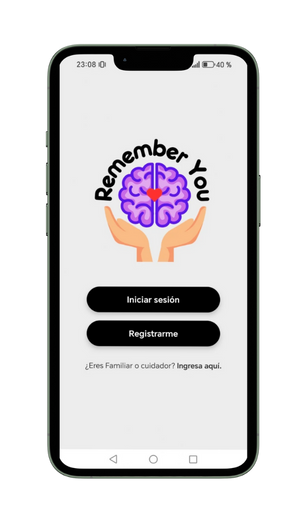 23:08
40 %
Remember You
Iniciar sesión
Registrarme
¿Eres Familiar o cuidador? Ingresa aquí.